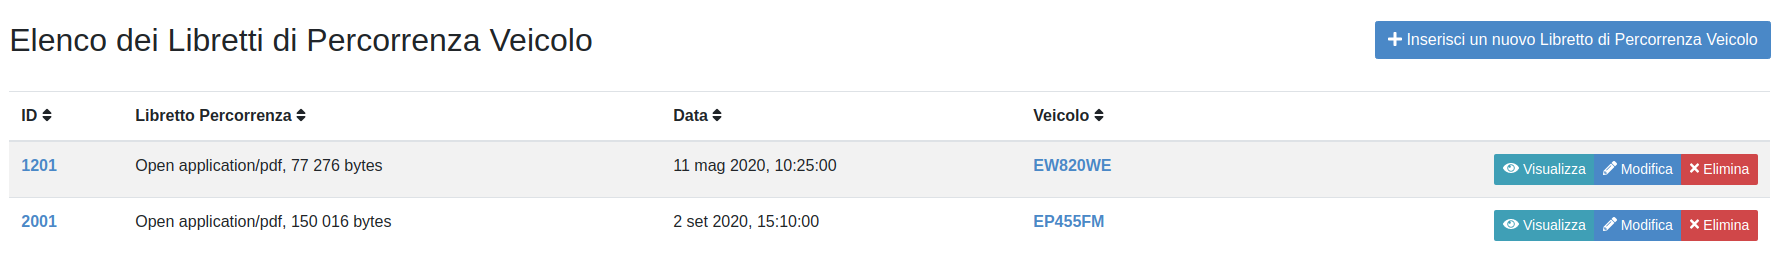 Elenco dei Libretti di Percorrenza Veicolo
Inserisci un nuovo Libretto di Percorrenza Veicolo
ID Libretto Percorrenza Data Veicolo
1201 Open application/pdf, 77 276 bytes 11 mag 2020, 10:25:00 EW820WE Visualizza Modifica Elimina
2001 Open application/pdf, 150 016 bytes 2 set 2020, 15:10:00 EP455FM Visualizza Modifica Elimina